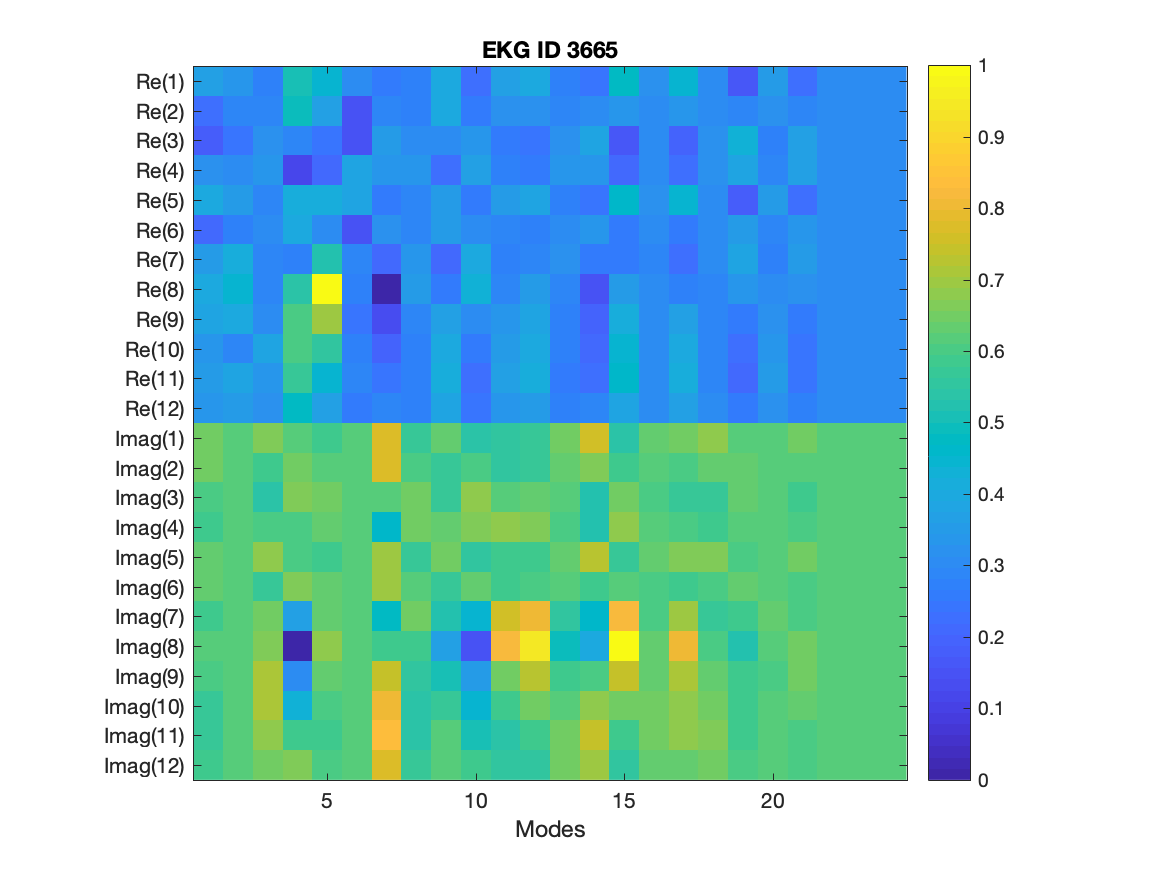 EKG ID 3665
Re(1)
Re(2)
Re(3)
Re(4)
Re(5)
Re(6)
Re(7)
Re(8)
Re(9)
Re(10)
Re(11)
Re(12)
Imag(1)
Imag(2)
Imag(3)
Imag(4)
Imag(5)
Imag(6)
Imag(7)
Imag(8)
Imag(9)
Imag(10)
Imag(11)
Imag(12)
5 10 15 20
Modes
1
0.9
0.8
0.7
0.6
0.5
0.4
0.3
0.2
0.1
0